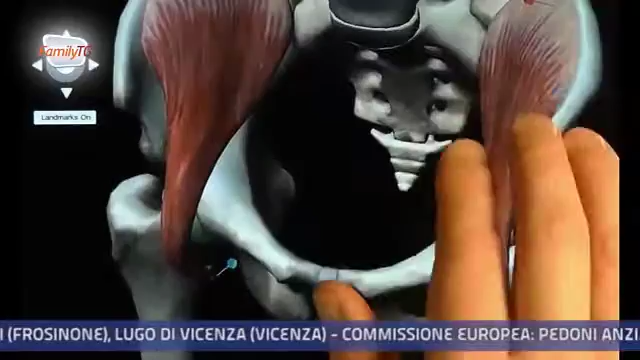 FamilyTG
Landmarks On
I (FROSINONE), LUGO DI VICENZA (VICENZA) - COMMISSIONE EUROPEA: PEDONI ANZI